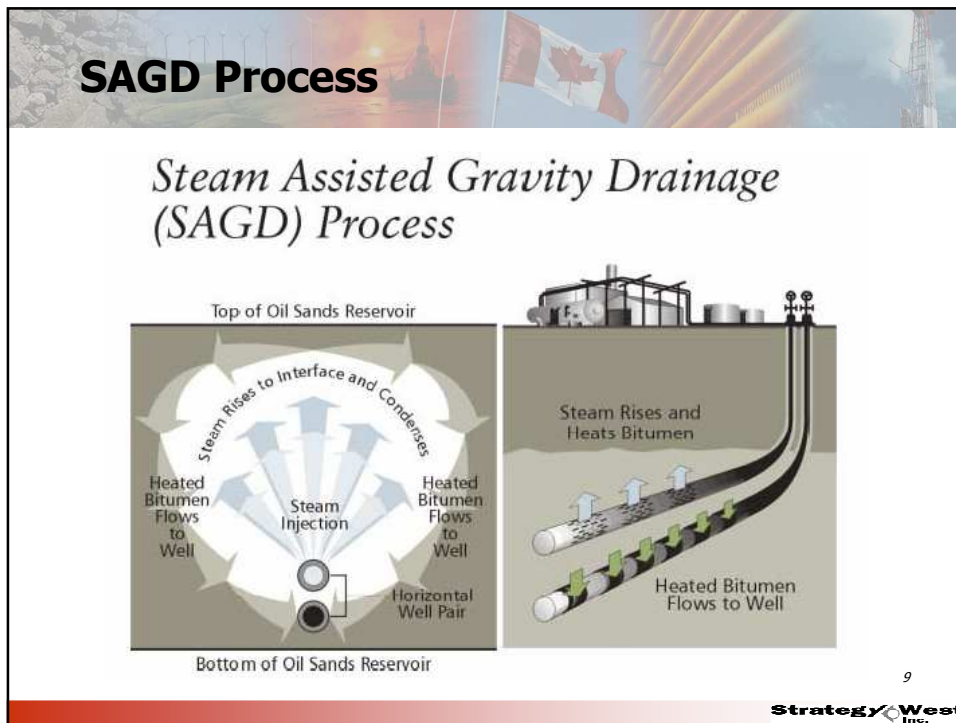 SAGD Process
Steam Assisted Gravity Drainage
(SAGD) Process
Top of Oil Sands Reservoir
Steam Rises to Interface and Condenses
Heated
Bitumen
Flows
to
Well
Steam
Injection
Heated
Bitumen
Flows
to
Well
Horizontal
Well Pair
Bottom of Oil Sands Reservoir
Steam Rises and
Heats Bitumen
Heated Bitumen
Flows to Well
9
Strategy West
Inc.